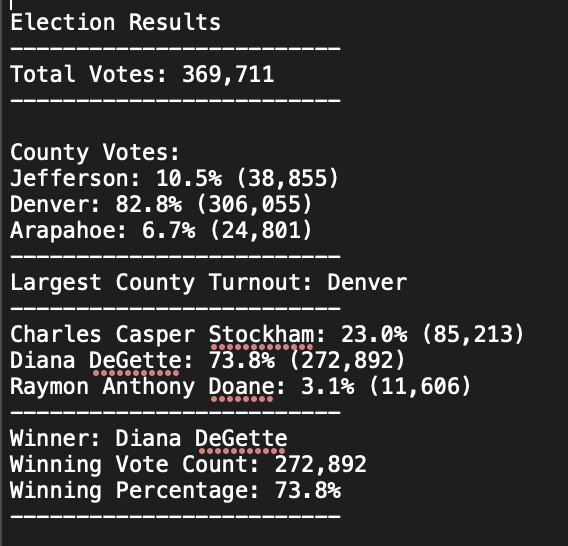 Election Results
-------------------------
Total Votes: 369,711
-------------------------
County Votes:
Jefferson: 10.5% (38,855)
Denver: 82.8% (306,055)
Arapahoe: 6.7% (24,801)
-------------------------
Largest County Turnout: Denver
-------------------------
Charles Casper Stockham: 23.0% (85,213)
Diana DeGette: 73.8% (272,892)
Raymon Anthony Doane: 3.1% (11,606)
-------------------------
Winner: Diana DeGette
Winning Vote Count: 272,892
Winning Percentage: 73.8%
-------------------------